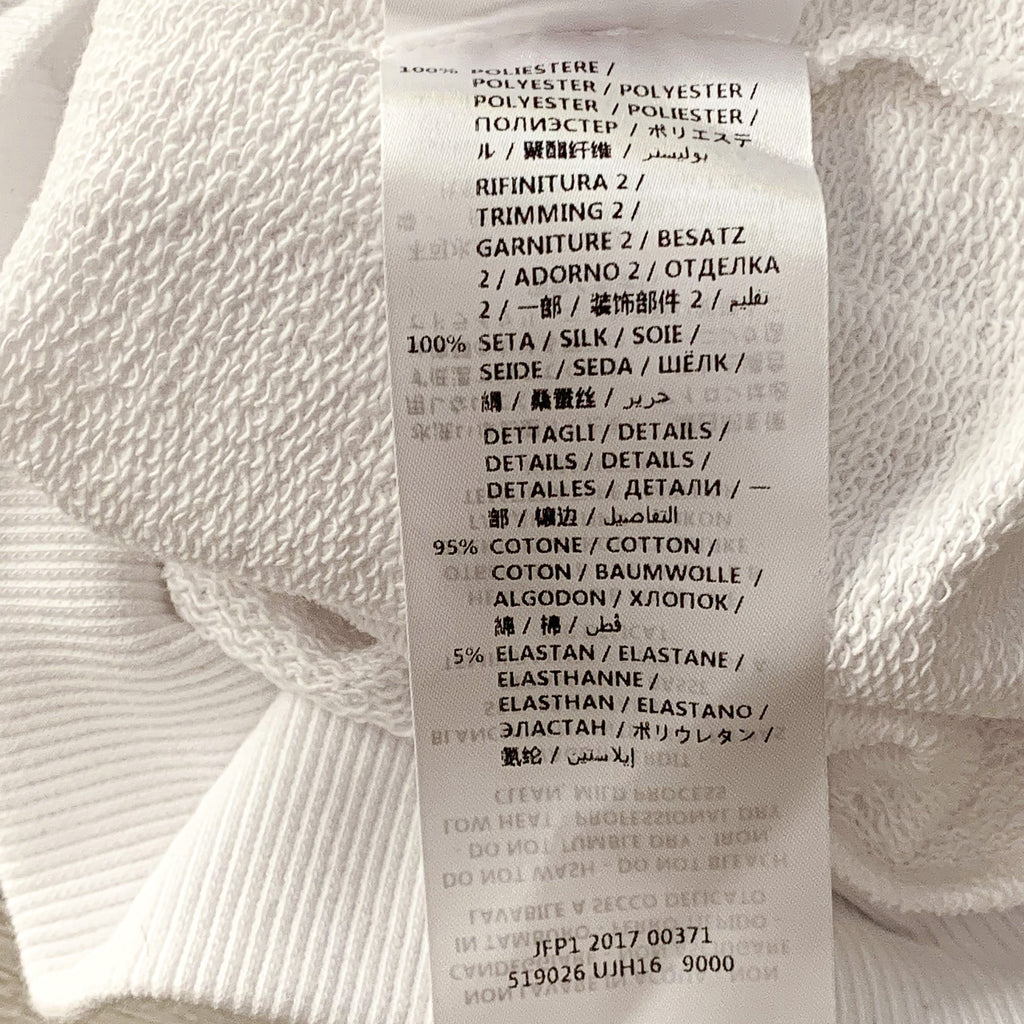 100% POLIESTERE /
POLYESTER / POLYESTER /
POLYESTER / POLIESTER /
ПОЛИЭСТЕР / ポリエステ
ル / 聚酯纤维 / بوليستر
RIFINITURA 2 /
TRIMMING 2 /
GARNITURE 2 / BESATZ
2 / ADORNO 2 / ОТДЕЛКА
2 / 一部 / 装饰部件 2 / تقليم
100% SETA / SILK / SOIE /
SEIDE / SEDA / ШЁЛК /
絹 / 桑蚕丝 / حرير
DETTAGLI / DETAILS /
DETAILS / DETAILS /
DETALLES / ДЕТАЛИ / 一
部 / 镶边 / التفاصيل
95% COTONE / COTTON /
COTON / BAUMWOLLE /
ALGODON / ХЛОПОК /
綿 / 棉 / قطن
5% ELASTAN / ELASTANE /
ELASTHANNE /
ELASTHAN / ELASTANO /
ЭЛАСТАН / ポリウレタン /
氨纶 / إيلاستين
JFP1 2017 00371
519026 UJH16 9000